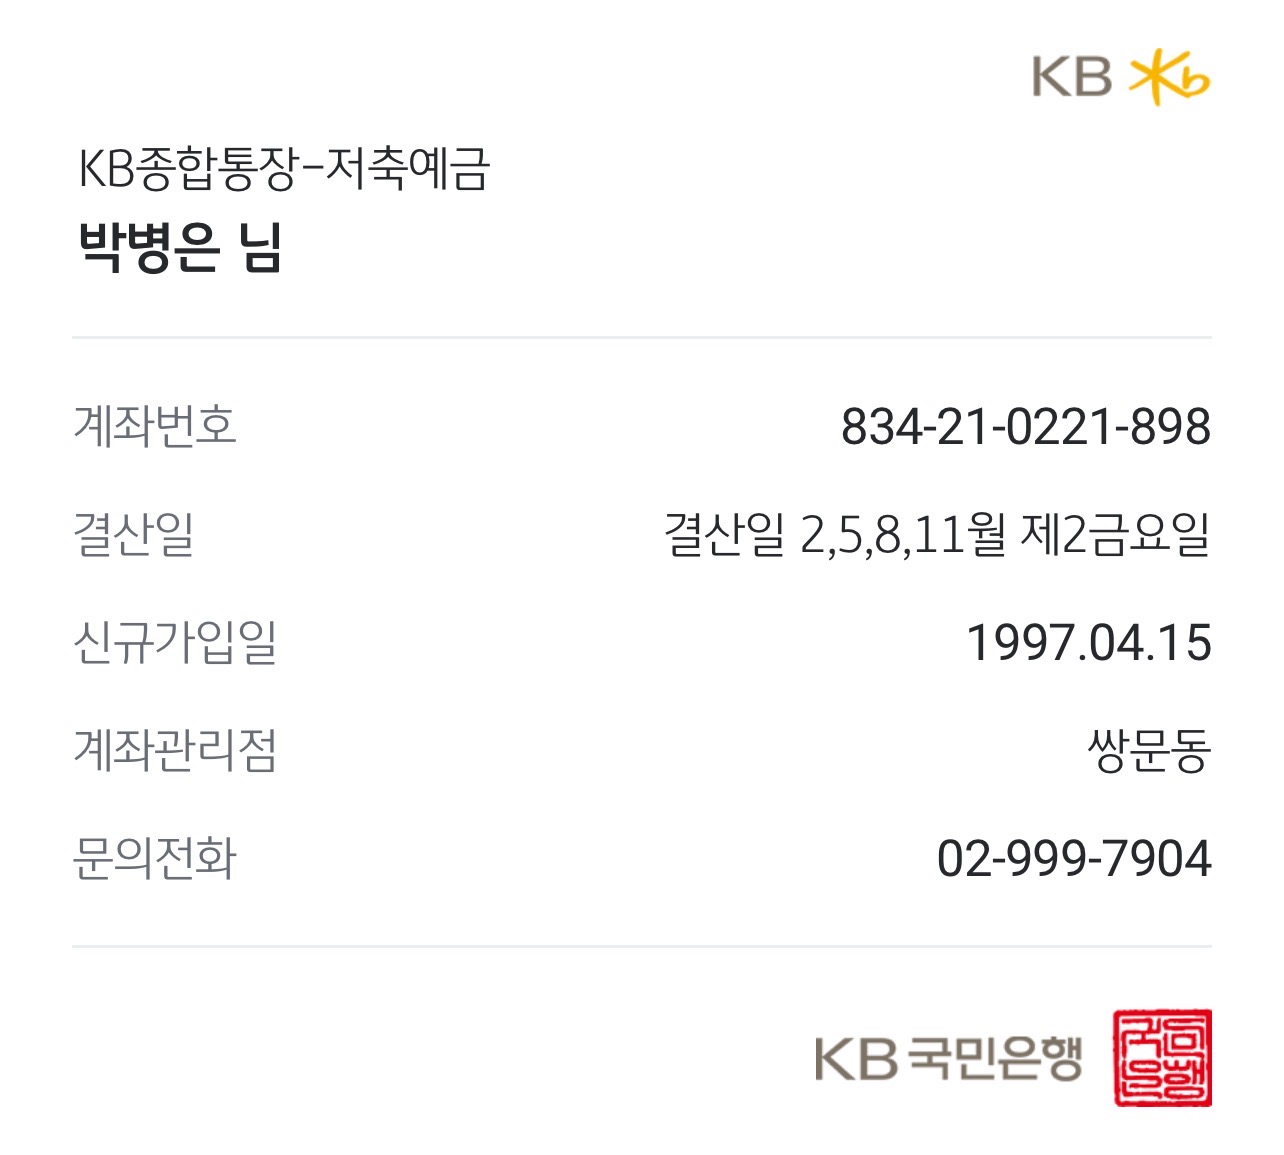 KB
KB종합통장-저축예금
박병은 님
계좌번호 834-21-0221-898
결산일 결산일 2,5,8,11월 제2금요일
신규가입일 1997.04.15
계좌관리점 쌍문동
문의전화 02-999-7904
KB국민은행
국민은행